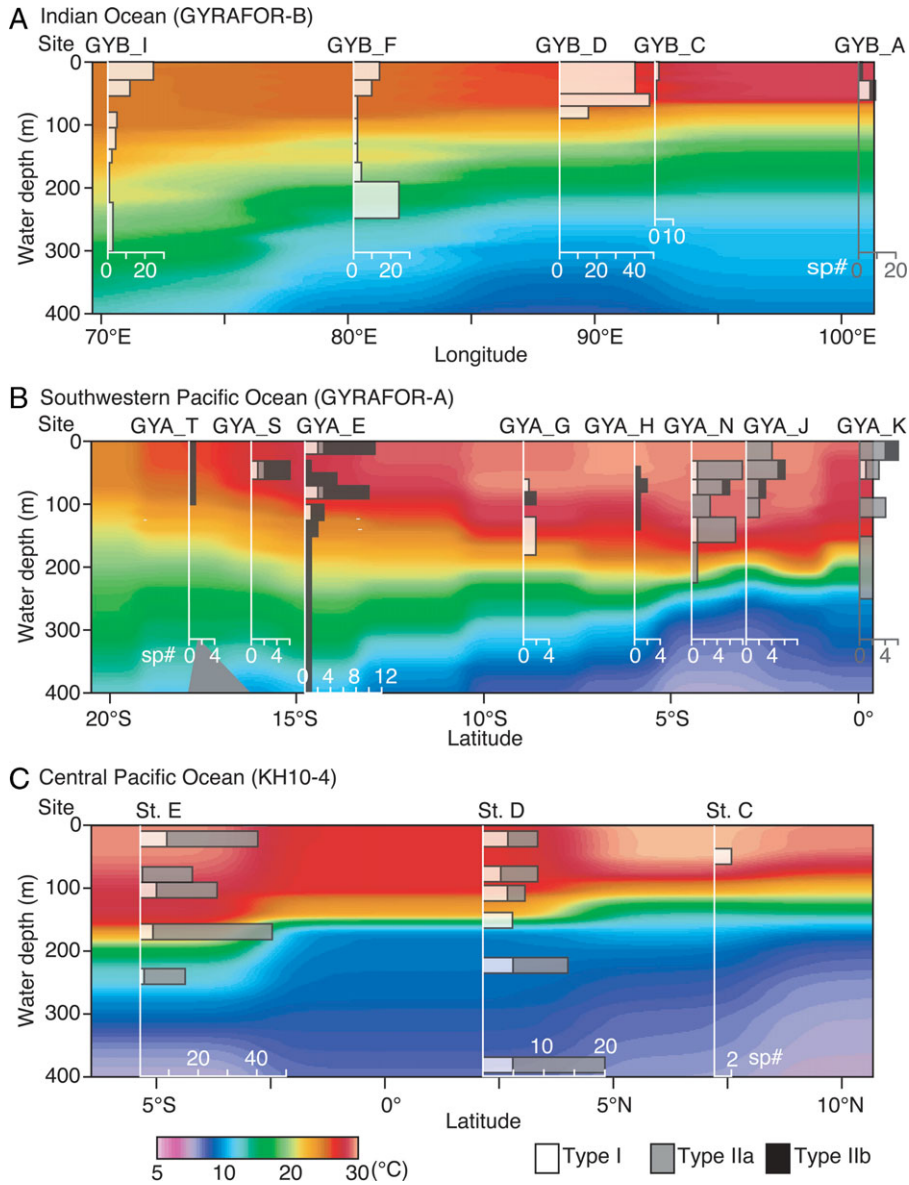 A Indian Ocean (GYRAFOR-B)
Site
GYB_I GYB_F GYB_D GYB_C GYB_A
0
100
200
300
400
Water depth (m)
0 20
0 20
0 20 40
010
sp# 0 20
70°E 80°E 90°E 100°E
Longitude
B Southwestern Pacific Ocean (GYRAFOR-A)
Site GYA_T GYA_S GYA_E GYA_G GYA_H GYA_N GYA_J GYA_K
0
100
200
300
400
Water depth (m)
sp# 0 4
0 4
0 4 8 12
0 4
0 4
0 4
0 4
0 4
20°S 15°S 10°S 5°S 0°
Latitude
C Central Pacific Ocean (KH10-4)
Site St. E St. D St. C
0
100
200
300
400
Water depth (m)
20 40
10 20
2 sp#
5°S 0° 5°N 10°N
Latitude
5 10 20 30 (°C)
Type I Type IIa Type IIb